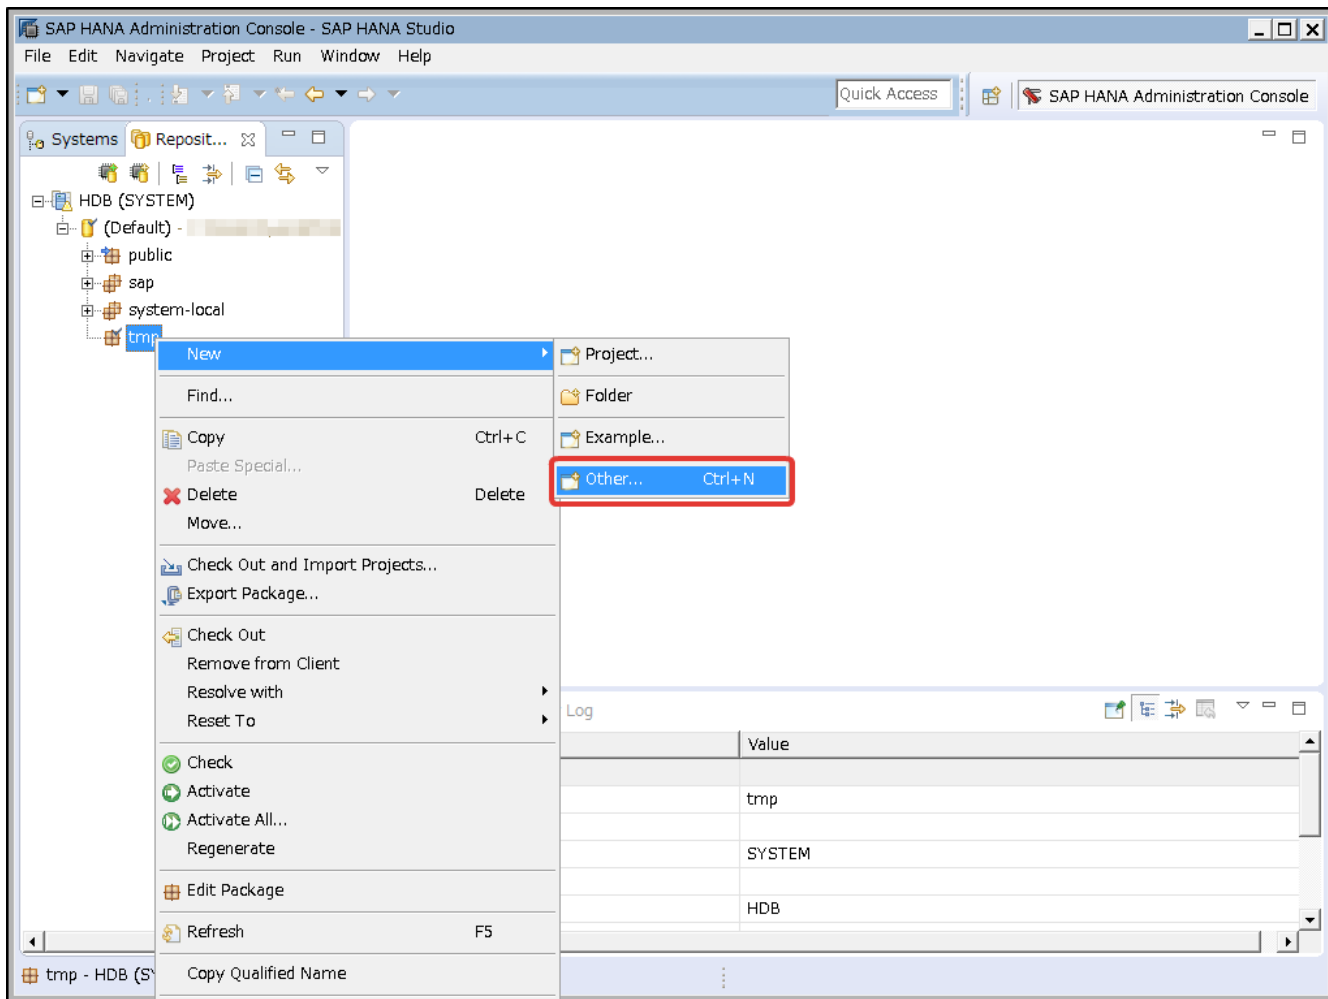 SAP HANA Administration Console - SAP HANA Studio
File Edit Navigate Project Run Window Help
Quick Access
SAP HANA Administration Console
Systems Reposit...
HDB (SYSTEM)
(Default) -
public
sap
system-local
tmp
New
Project...
Find...
Folder
Copy Ctrl+C
Example...
Paste Special...
Other... Ctrl+N
Delete Delete
Move...
Check Out and Import Projects...
Export Package...
Check Out
Remove from Client
Resolve with
Reset To
Log
Value
Check
Activate
tmp
Activate All...
Regenerate
SYSTEM
Edit Package
HDB
Refresh F5
Copy Qualified Name
tmp - HDB (SY